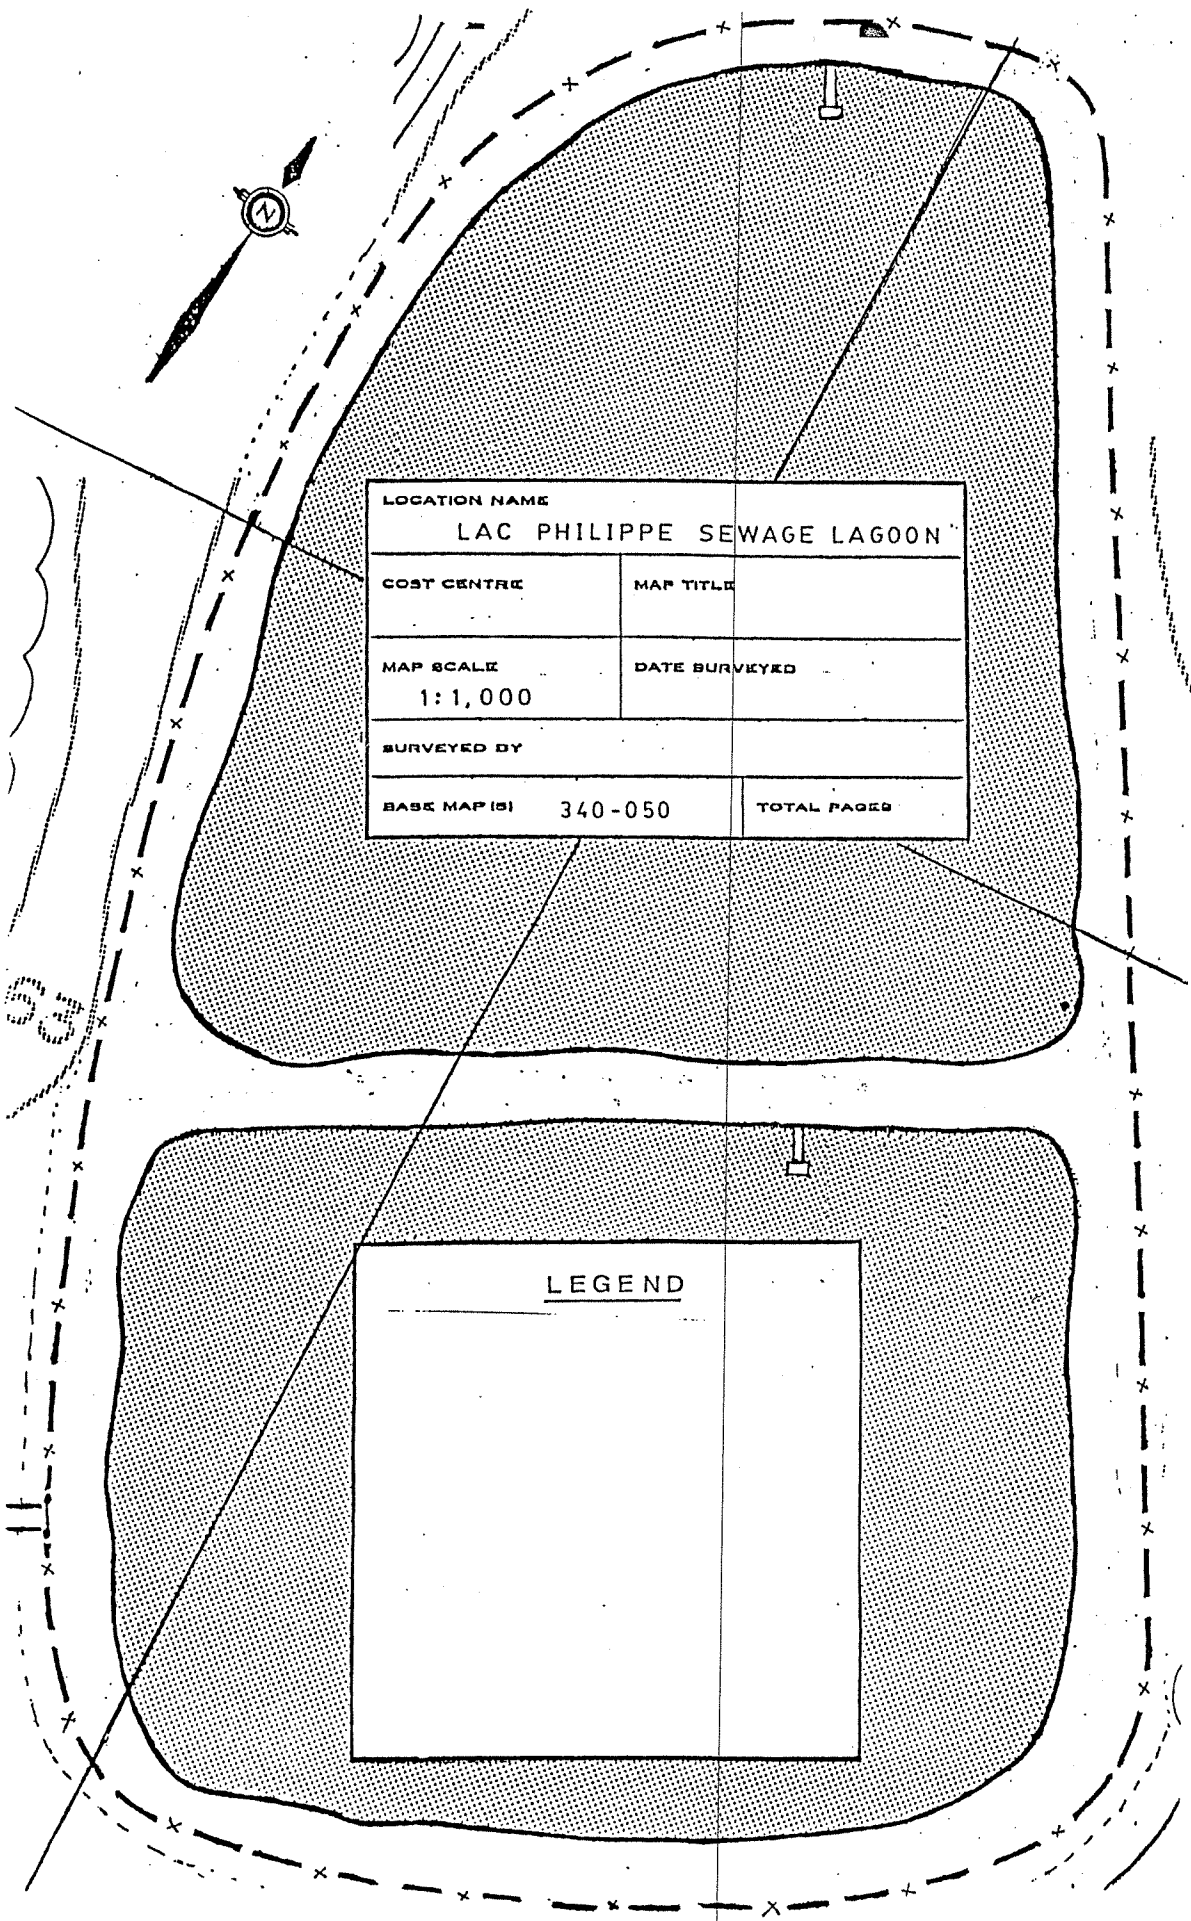 N
LOCATION NAME
LAC PHILIPPE SEWAGE LAGOON
COST CENTRE
MAP TITLE
MAP SCALE
1:1,000
DATE SURVEYED
SURVEYED BY
BASE MAP(S) 340-050
TOTAL PAGES
53
LEGEND